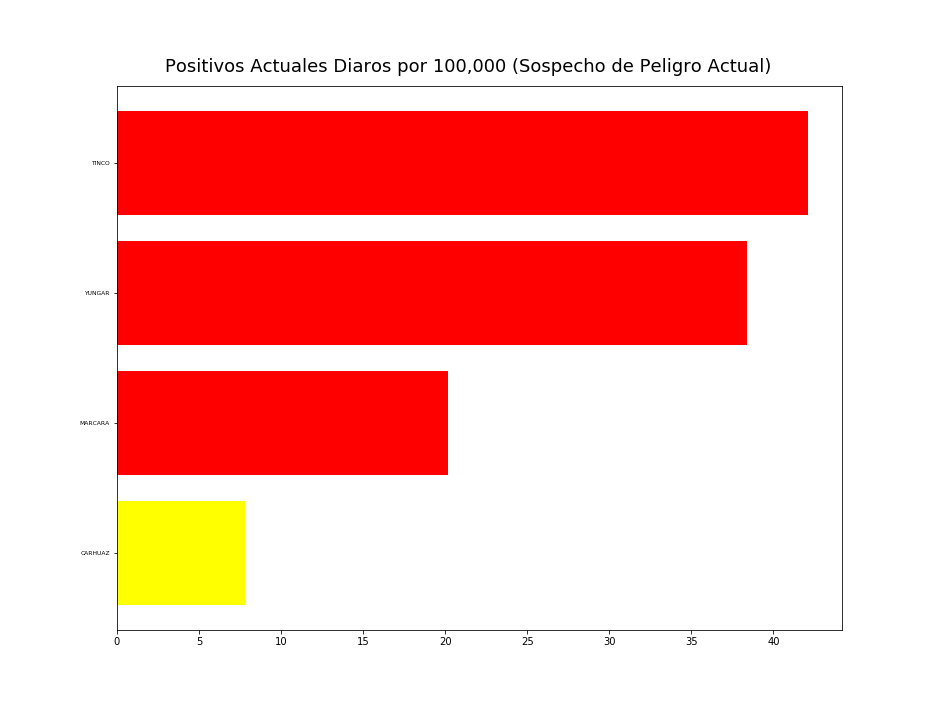 Positivos Actuales Diaros por 100,000 (Sospecho de Peligro Actual)
TINCO
YUNGAR
MARCARA
CARHUAZ
0 5 10 15 20 25 30 35 40